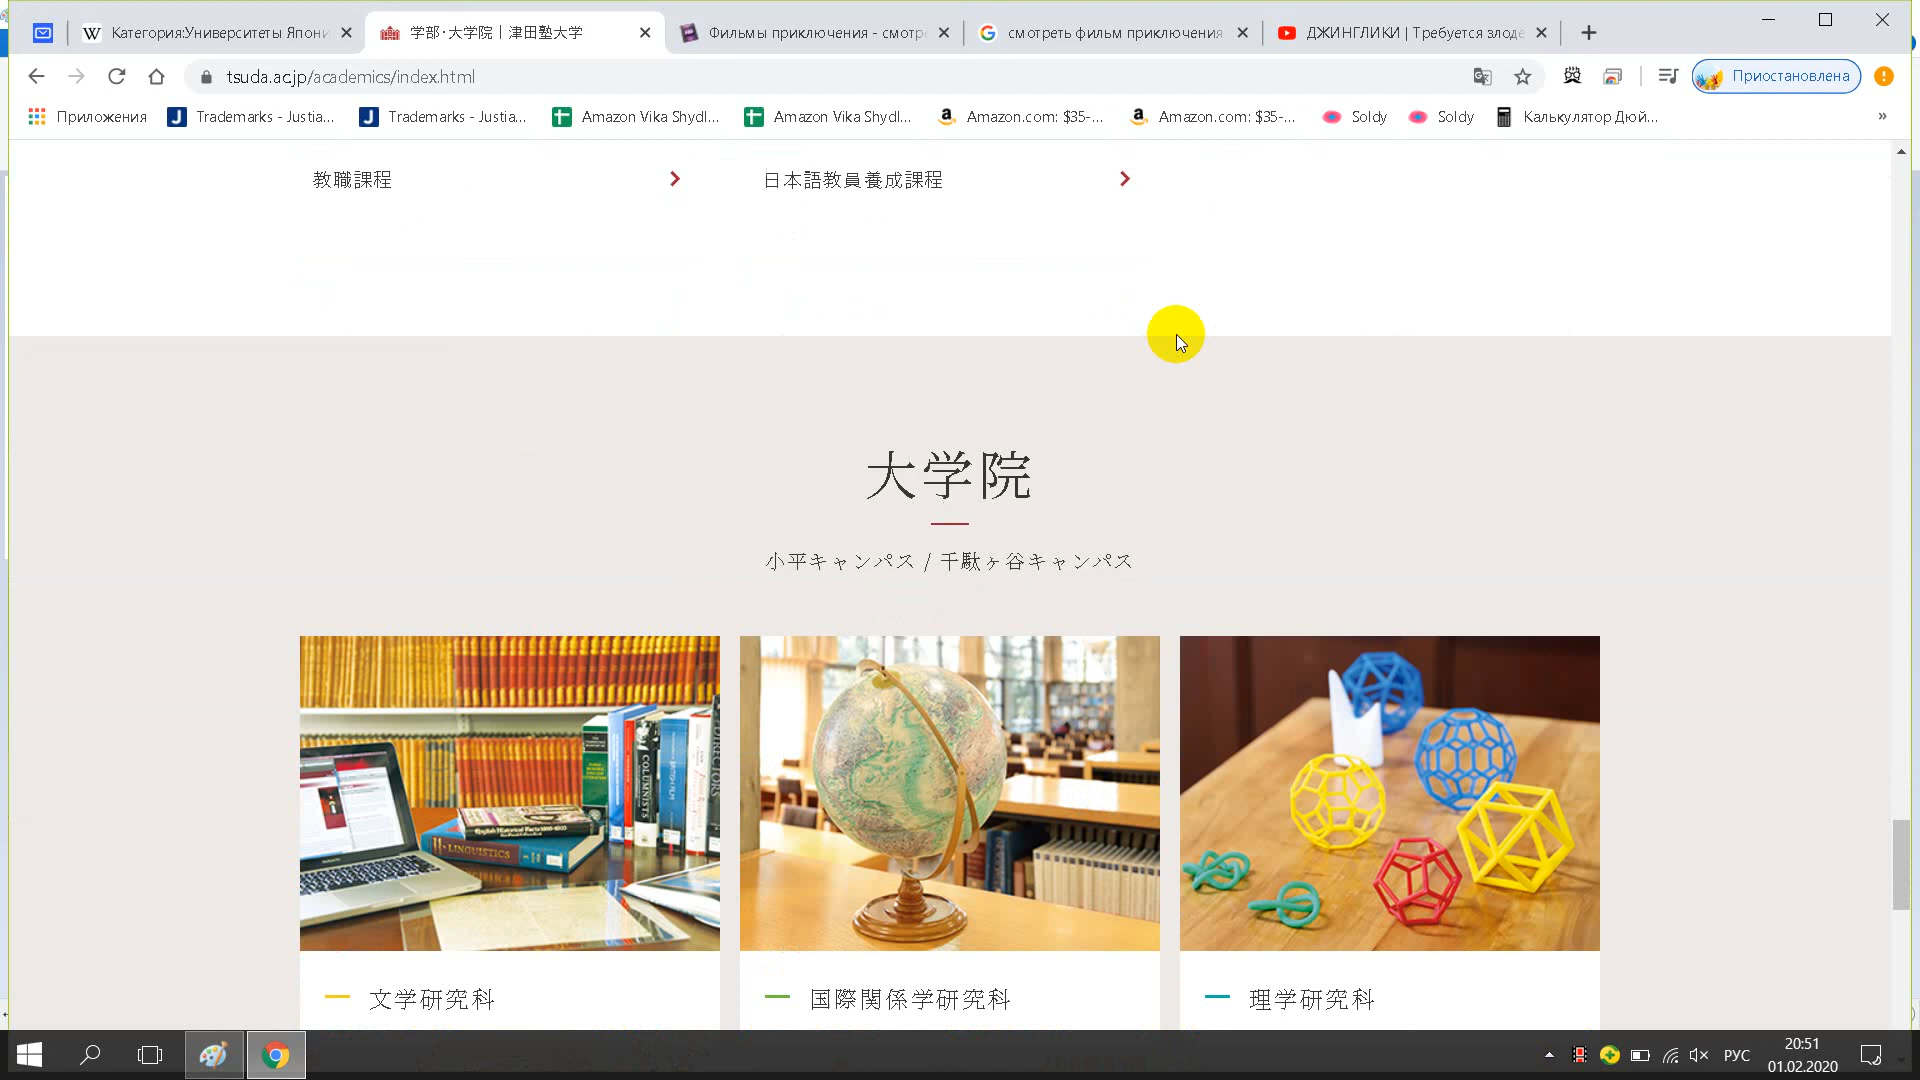 Категория:Университеты Япони
学部・大学院 | 津田塾大学
Фильмы приключения - смотре
смотреть фильм приключения
ДЖИНГЛИКИ | Требуется злоде
tsuda.ac.jp/academics/index.html
Приостановлена
Приложения
Trademarks - Justia...
Trademarks - Justia...
Amazon Vika Shydl...
Amazon Vika Shydl...
Amazon.com: $35-...
Amazon.com: $35-...
Soldy
Soldy
Калькулятор Дюй...
»
教職課程
日本語教員養成課程
大学院
小平キャンパス / 千駄ヶ谷キャンパス
LINGUISTICS
COLUMNISTS
文学研究科
国際関係学研究科
理学研究科
РУС
20:51
01.02.2020